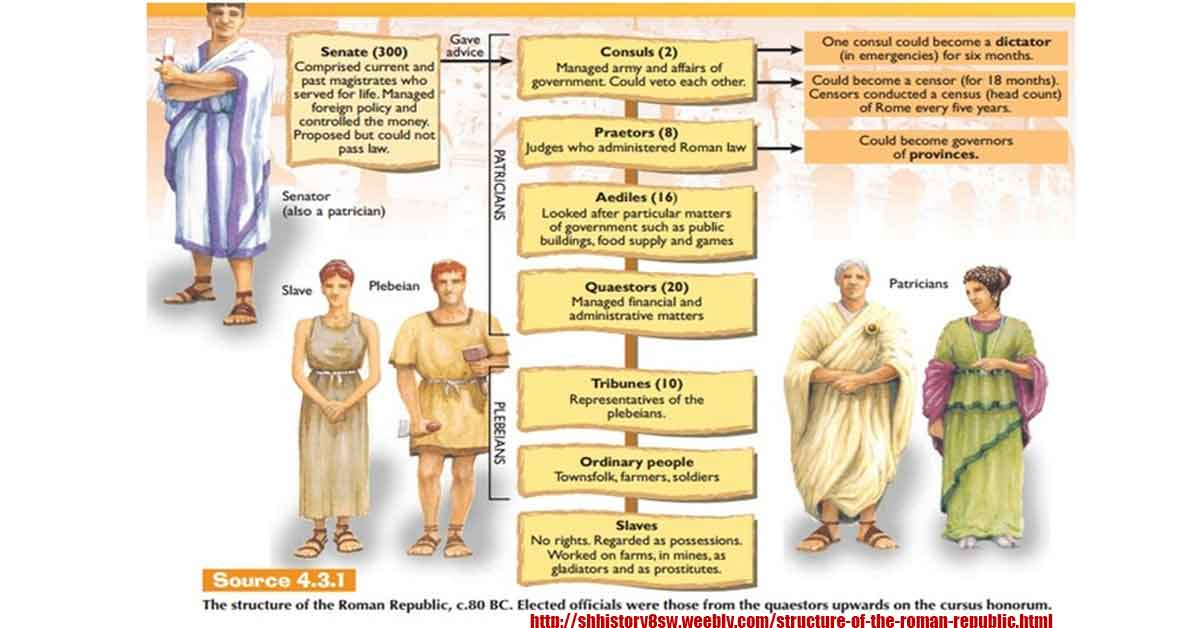 Senate (300)
Comprised current and
past magistrates who
served for life. Managed
foreign policy and
controlled the money.
Proposed but could not
pass law.
Gave
advice
Senator
(also a patrician)
PATRICIANS
Consuls (2)
Managed army and affairs of
government. Could veto each other.
One consul could become a dictator
(in emergencies) for six months.
Could become a censor (for 18 months).
Censors conducted a census (head count)
of Rome every five years.
Praetors (8)
Judges who administered Roman law
Could become governors
of provinces.
Aediles (16)
Looked after particular matters
of government such as public
buildings, food supply and games
Quaestors (20)
Managed financial and
administrative matters
Slave
Plebeian
Patricians
PLEBEIANS
Tribunes (10)
Representatives of the
plebeians.
Ordinary people
Townsfolk, farmers, soldiers
Slaves
No rights. Regarded as possessions.
Worked on farms, in mines, as
gladiators and as prostitutes.
Source 4.3.1
The structure of the Roman Republic, c.80 BC. Elected officials were those from the quaestors upwards on the cursus honorum.
http://shhistory8sw.weebly.com/structure-of-the-roman-republic.html